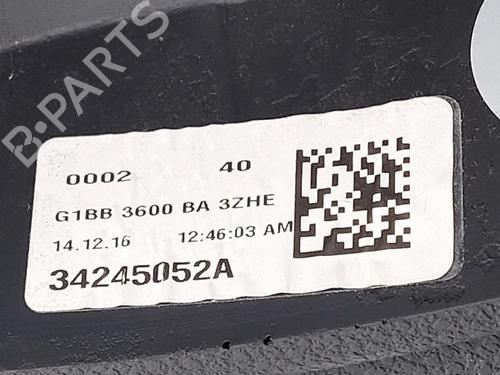 B-PARTS
0002 40
G1BB 3600 BA 3ZHE
14.12.16 12:46:03 AM
34245052A